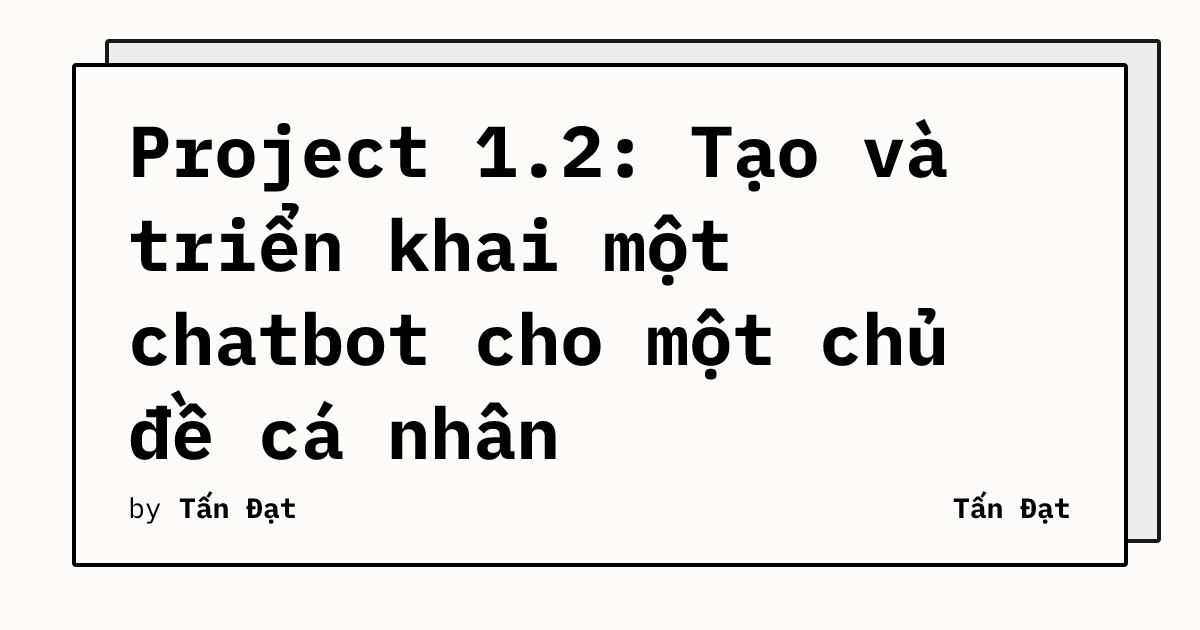 Project 1.2: Tạo và
triển khai một
chatbot cho một chủ
đề cá nhân
by Tấn Đạt
Tấn Đạt